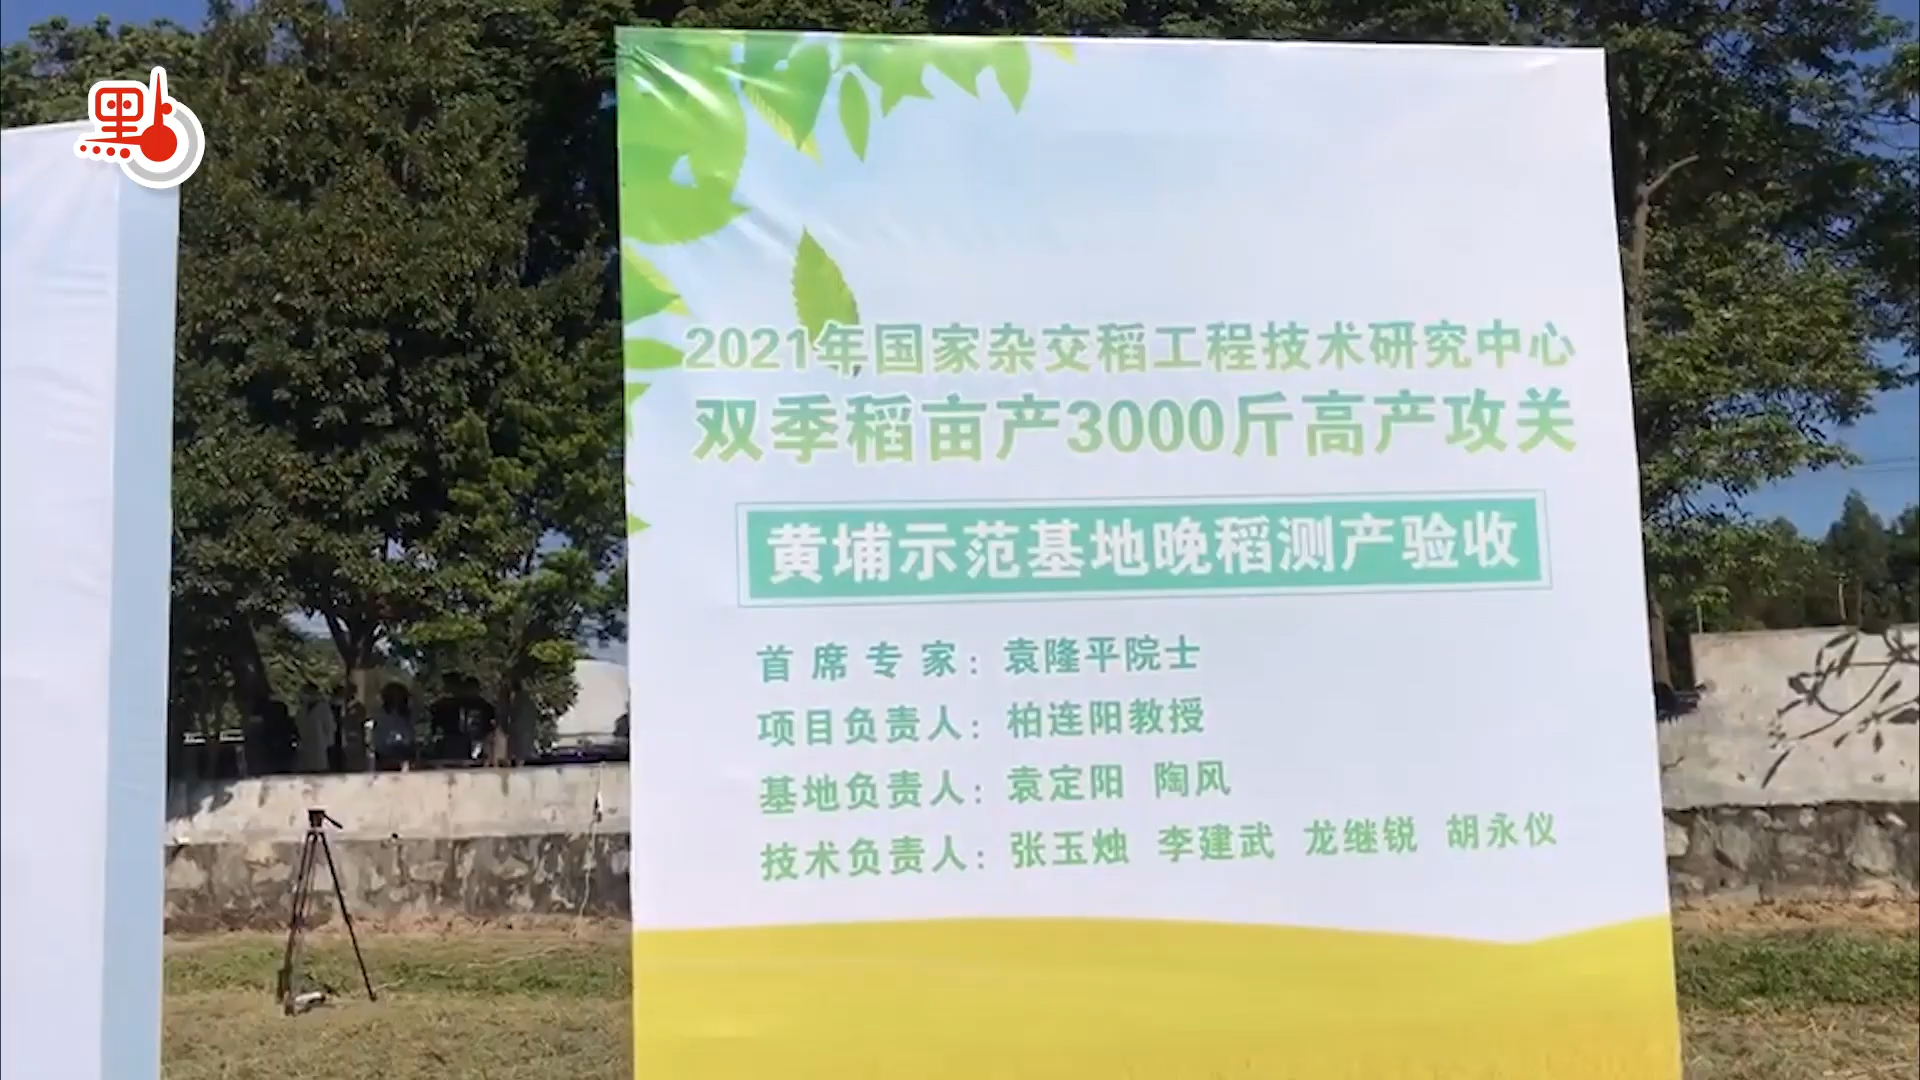 點
2021年国家杂交稻工程技术研究中心
双季稻亩产3000斤高产攻关
黄埔示范基地晚稻测产验收
首席专家：袁隆平院士
项目负责人：柏连阳教授
基地负责人：袁定阳 陶风
技术负责人：张玉烛 李建武 龙继锐 胡永仪